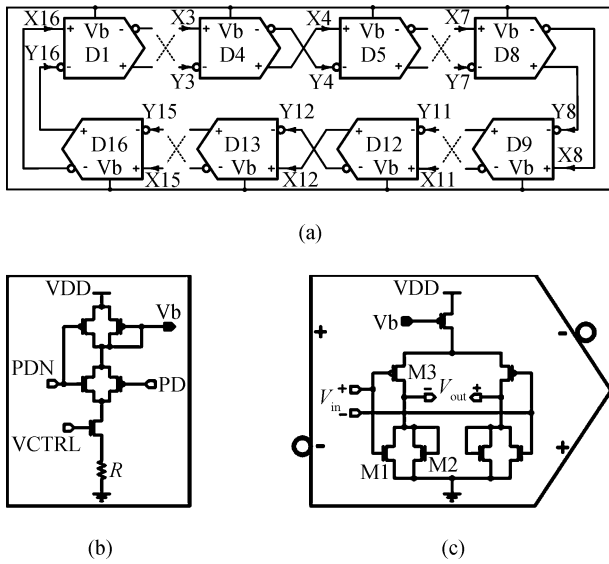 X16 X3 X4 X7
+ - + - + - + -
Vb Vb Vb Vb
D1 D4 D5 D8
- + - + - + - +
Y16 Y3 Y4 Y7
Y15 Y12 Y11 Y8
+ - + - + - + -
D16 D13 D12 D9
- Vb + - Vb + - Vb + - Vb +
X15 X12 X11 X8
(a)
VDD
Vb
PDN
PD
VCTRL
R
(b)
VDD
Vb
+ -
M3
+ - Vout +
Vin
-
- +
M1 M2
(c)